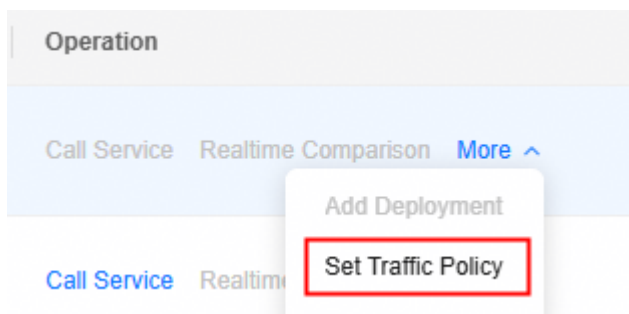 Operation
Call Service Realtime Comparison More
Add Deployment
Set Traffic Policy
Call Service